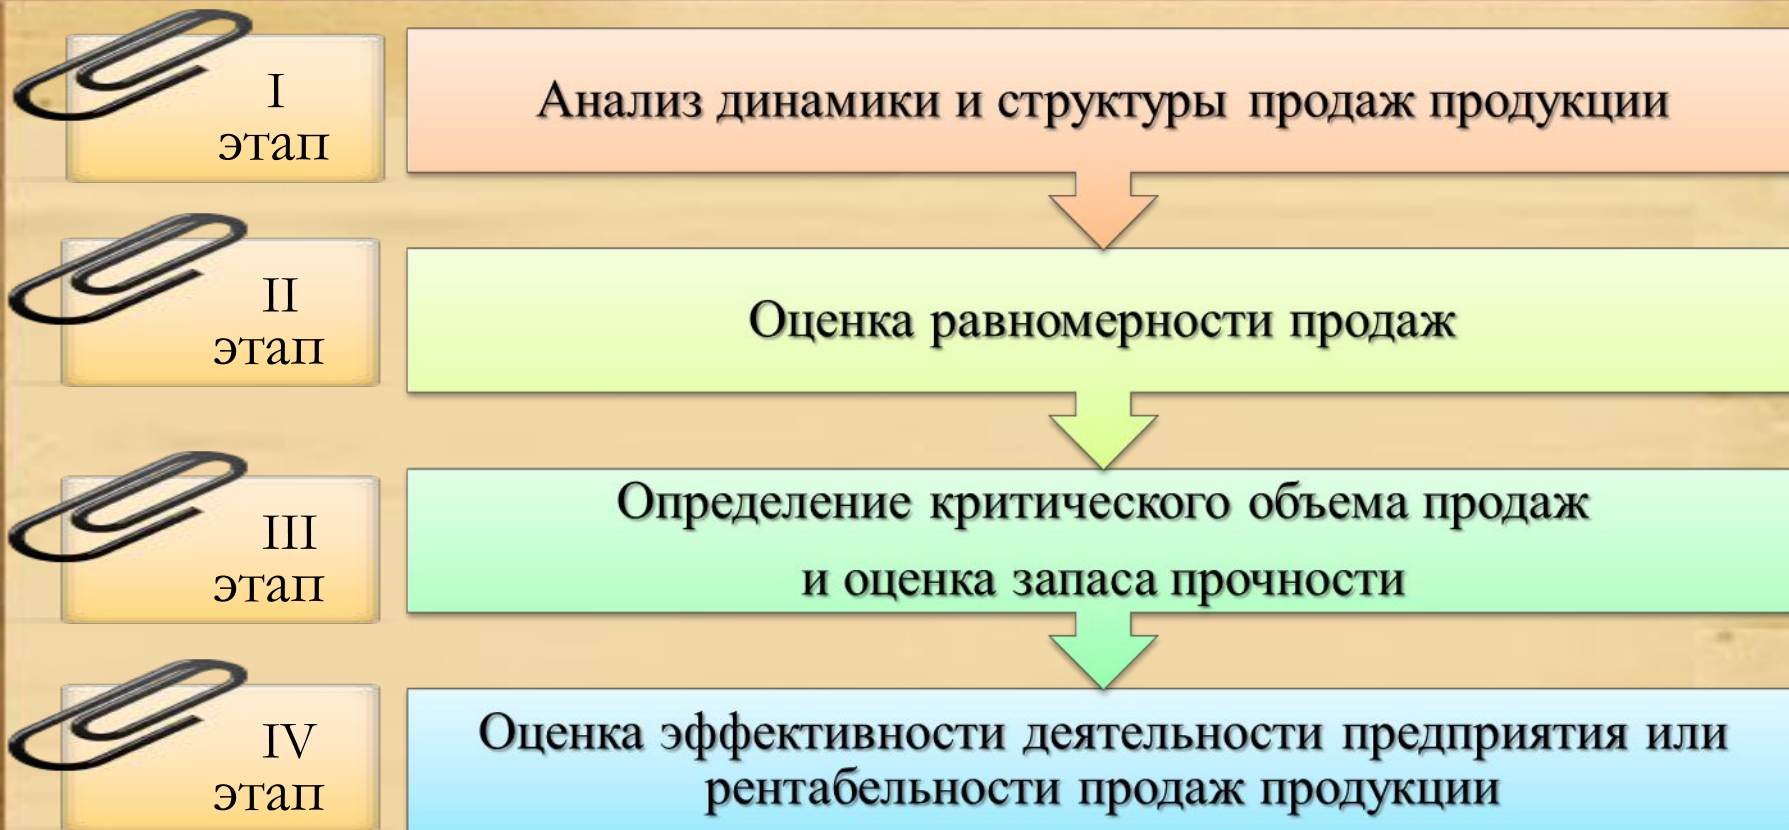 I
этап
Анализ динамики и структуры продаж продукции
II
этап
Оценка равномерности продаж
III
этап
Определение критического объема продаж
и оценка запаса прочности
IV
этап
Оценка эффективности деятельности предприятия или
рентабельности продаж продукции